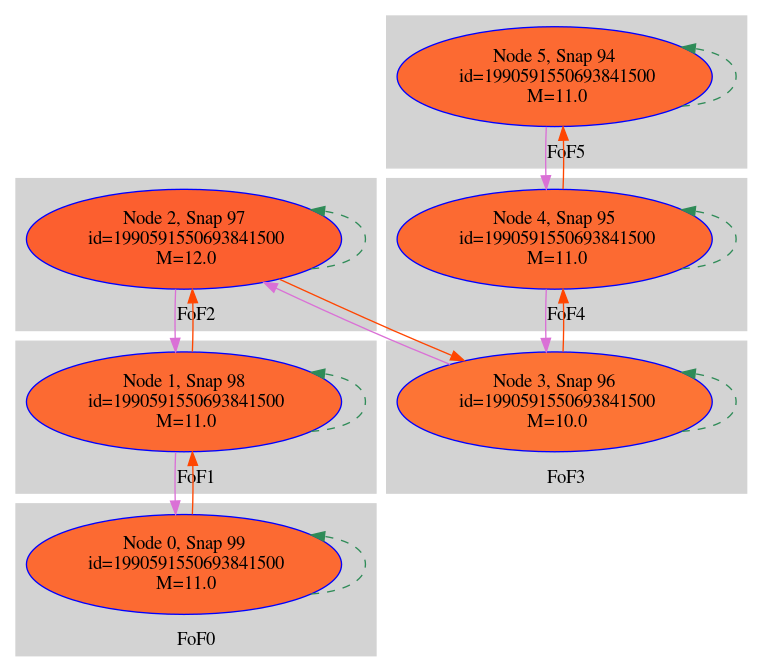 Node 5, Snap 94
id=1990591550693841500
M=11.0
FoF5
Node 2, Snap 97
id=1990591550693841500
M=12.0
FoF2
Node 4, Snap 95
id=1990591550693841500
M=11.0
FoF4
Node 1, Snap 98
id=1990591550693841500
M=11.0
FoF1
Node 3, Snap 96
id=1990591550693841500
M=10.0
FoF3
Node 0, Snap 99
id=1990591550693841500
M=11.0
FoF0